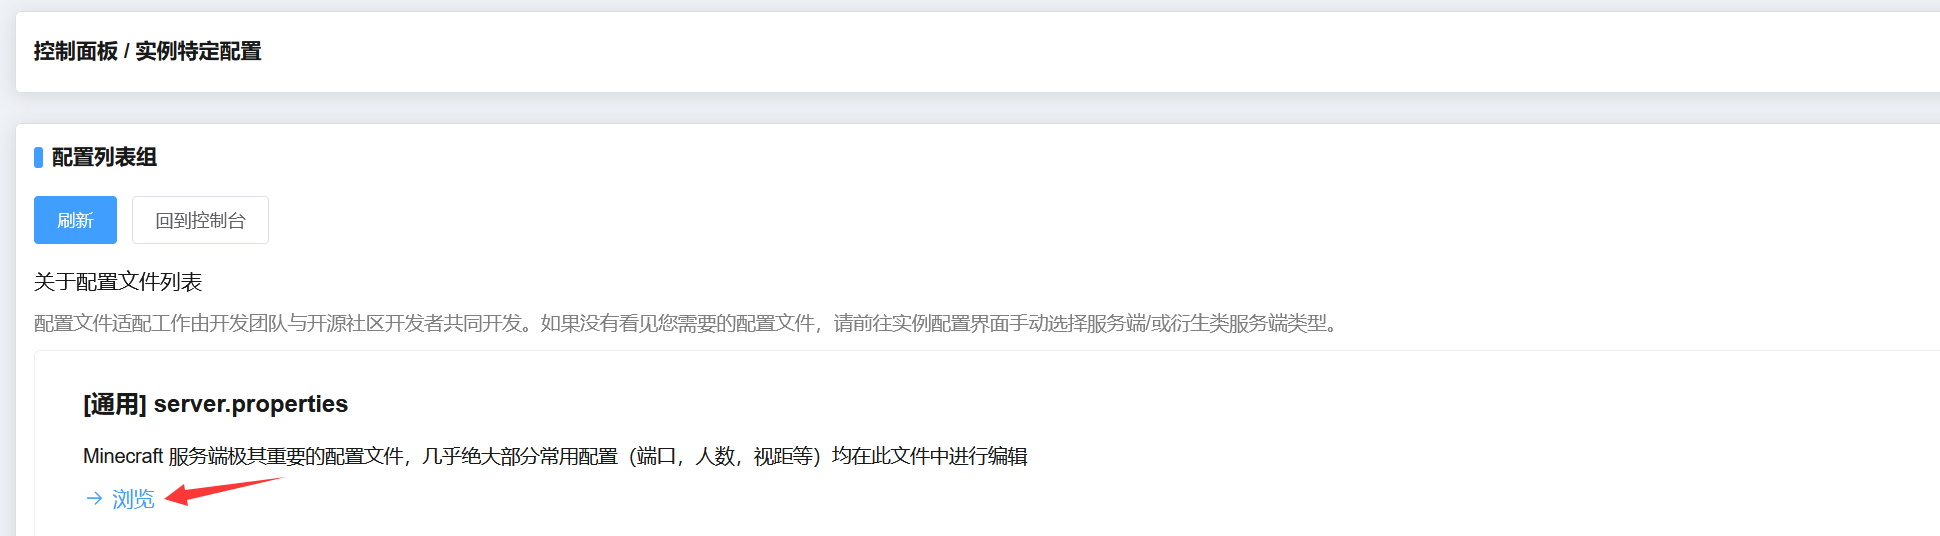 控制面板 / 实例特定配置
配置列表组
刷新
回到控制台
关于配置文件列表
配置文件适配工作由开发团队与开源社区开发者共同开发。如果没有看见您需要的配置文件，请前往实例配置界面手动选择服务端/或衍生类服务端类型。
[通用] server.properties
Minecraft 服务端极其重要的配置文件，几乎绝大部分常用配置（端口，人数，视距等）均在此文件中进行编辑
→ 浏览